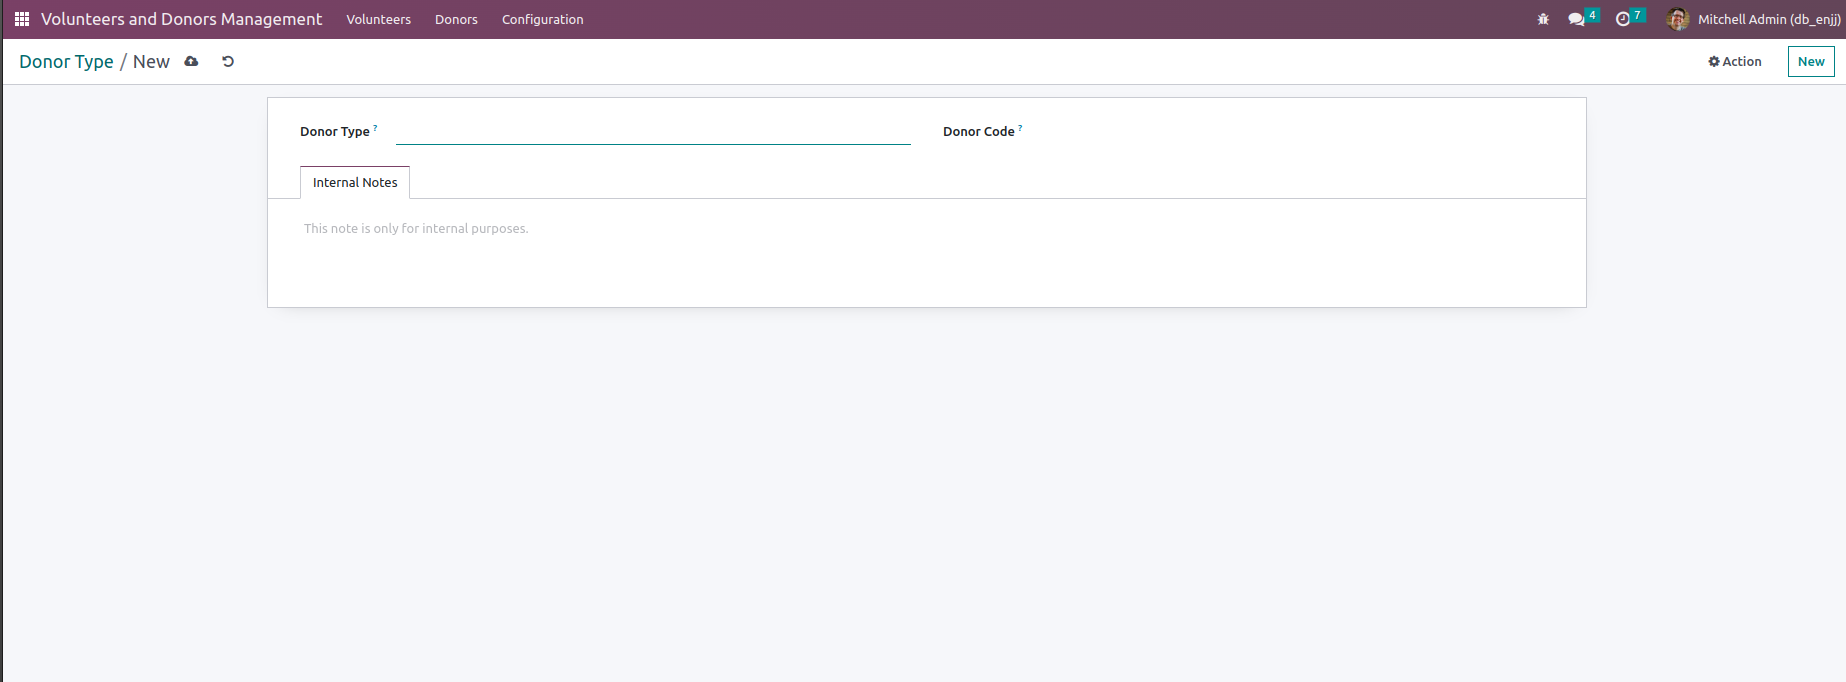 Volunteers and Donors Management Volunteers Donors Configuration 4 7 Mitchell Admin (db_enjj)
Donor Type / New Action New
Donor Type ? Donor Code ?
Internal Notes
This note is only for internal purposes.